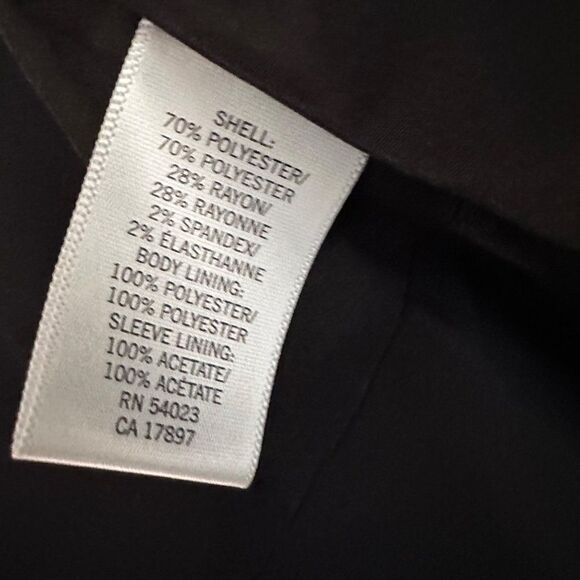 SHELL:
70% POLYESTER/
70% POLYESTER
28% RAYON/
28% RAYONNE
2% SPANDEX/
2% ÉLASTHANNE
BODY LINING:
100% POLYESTER/
100% POLYESTER
SLEEVE LINING:
100% ACETATE/
100% ACÉTATE
RN 54023
CA 17897